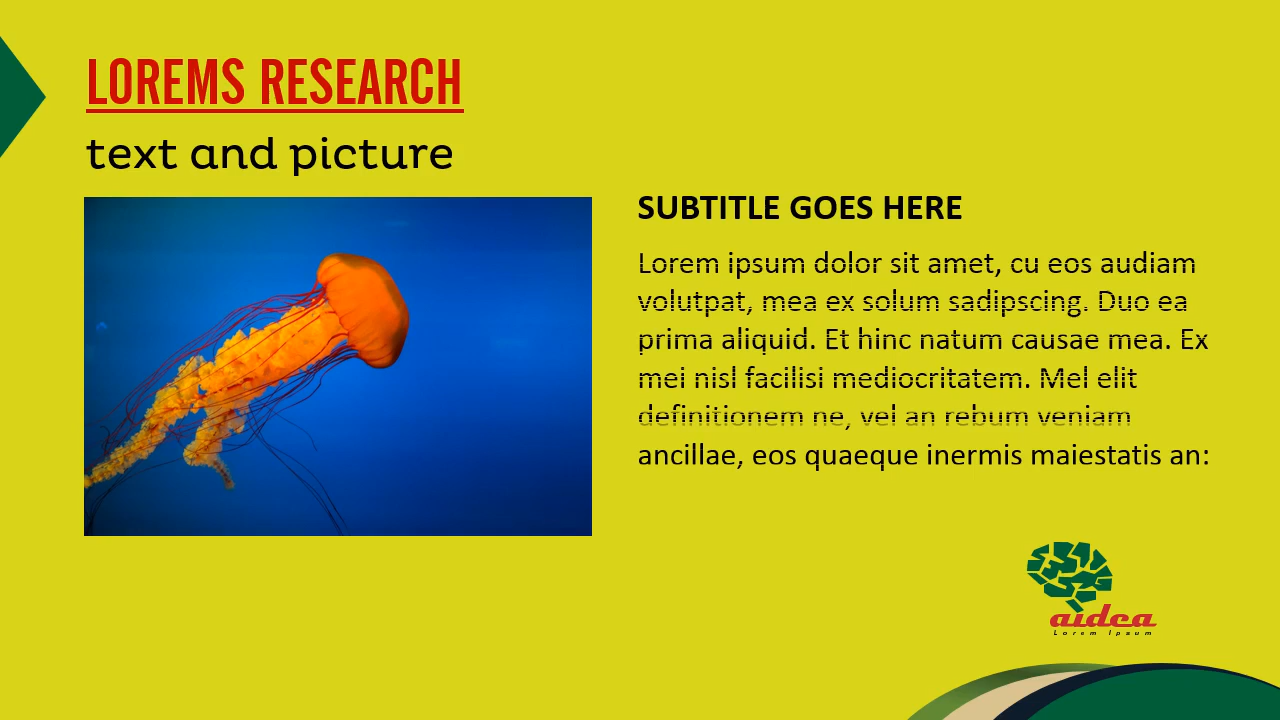 LOREMS RESEARCH
text and picture
SUBTITLE GOES HERE
Lorem ipsum dolor sit amet, cu eos audiam
volutpat, mea ex solum sadipscing. Duo ea
prima aliquid. Et hinc natum causae mea. Ex
mei nisl facilisi mediocritatem. Mel elit
definitionem ne, vel an rebum veniam
ancillae, eos quaeque inermis maiestatis an:
aidea
Lorem Ipsum